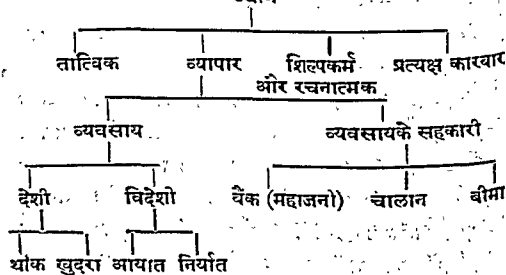 तात्विक व्यापार शिल्पकर्म प्रत्यक्ष कारवार
और रचनात्मक
व्यवसाय व्यवसायके सहकारी
देशी विदेशो बैंक (महाजनो) चालान बीमा
थोक खुदरा आयात निर्यात